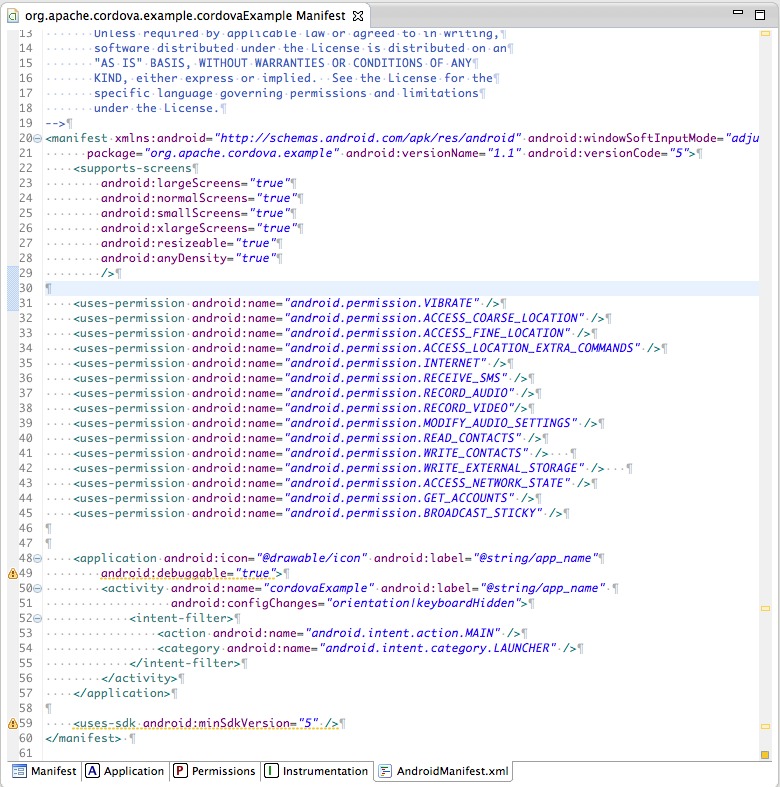 org.apache.cordova.example.cordovaExample Manifest
13 Unless required by applicable law or agreed to in writing,
14 software distributed under the License is distributed on an
15 "AS IS" BASIS, WITHOUT WARRANTIES OR CONDITIONS OF ANY
16 KIND, either express or implied. See the License for the
17 specific language governing permissions and limitations
18 under the License.
19 -->
20 <manifest xmlns:android="http://schemas.android.com/apk/res/android" android:windowSoftInputMode="adju
21 package="org.apache.cordova.example" android:versionName="1.1" android:versionCode="5">
22 <supports-screens
23 android:largeScreens="true"
24 android:normalScreens="true"
25 android:smallScreens="true"
26 android:xlargeScreens="true"
27 android:resizeable="true"
28 android:anyDensity="true"
29 />
30
31 <uses-permission android:name="android.permission.VIBRATE" />
32 <uses-permission android:name="android.permission.ACCESS_COARSE_LOCATION" />
33 <uses-permission android:name="android.permission.ACCESS_FINE_LOCATION" />
34 <uses-permission android:name="android.permission.ACCESS_LOCATION_EXTRA_COMMANDS" />
35 <uses-permission android:name="android.permission.INTERNET" />
36 <uses-permission android:name="android.permission.RECEIVE_SMS" />
37 <uses-permission android:name="android.permission.RECORD_AUDIO" />
38 <uses-permission android:name="android.permission.RECORD_VIDEO"/>
39 <uses-permission android:name="android.permission.MODIFY_AUDIO_SETTINGS" />
40 <uses-permission android:name="android.permission.READ_CONTACTS" />
41 <uses-permission android:name="android.permission.WRITE_CONTACTS" />
42 <uses-permission android:name="android.permission.WRITE_EXTERNAL_STORAGE" />
43 <uses-permission android:name="android.permission.ACCESS_NETWORK_STATE" />
44 <uses-permission android:name="android.permission.GET_ACCOUNTS" />
45 <uses-permission android:name="android.permission.BROADCAST_STICKY" />
46
47
48 <application android:icon="@drawable/icon" android:label="@string/app_name"
49 android:debuggable="true">
50 <activity android:name="cordovaExample" android:label="@string/app_name"
51 android:configChanges="orientation|keyboardHidden">
52 <intent-filter>
53 <action android:name="android.intent.action.MAIN" />
54 <category android:name="android.intent.category.LAUNCHER" />
55 </intent-filter>
56 </activity>
57 </application>
58
59 <uses-sdk android:minSdkVersion="5" />
60 </manifest>
61
Manifest A Application P Permissions I Instrumentation AndroidManifest.xml